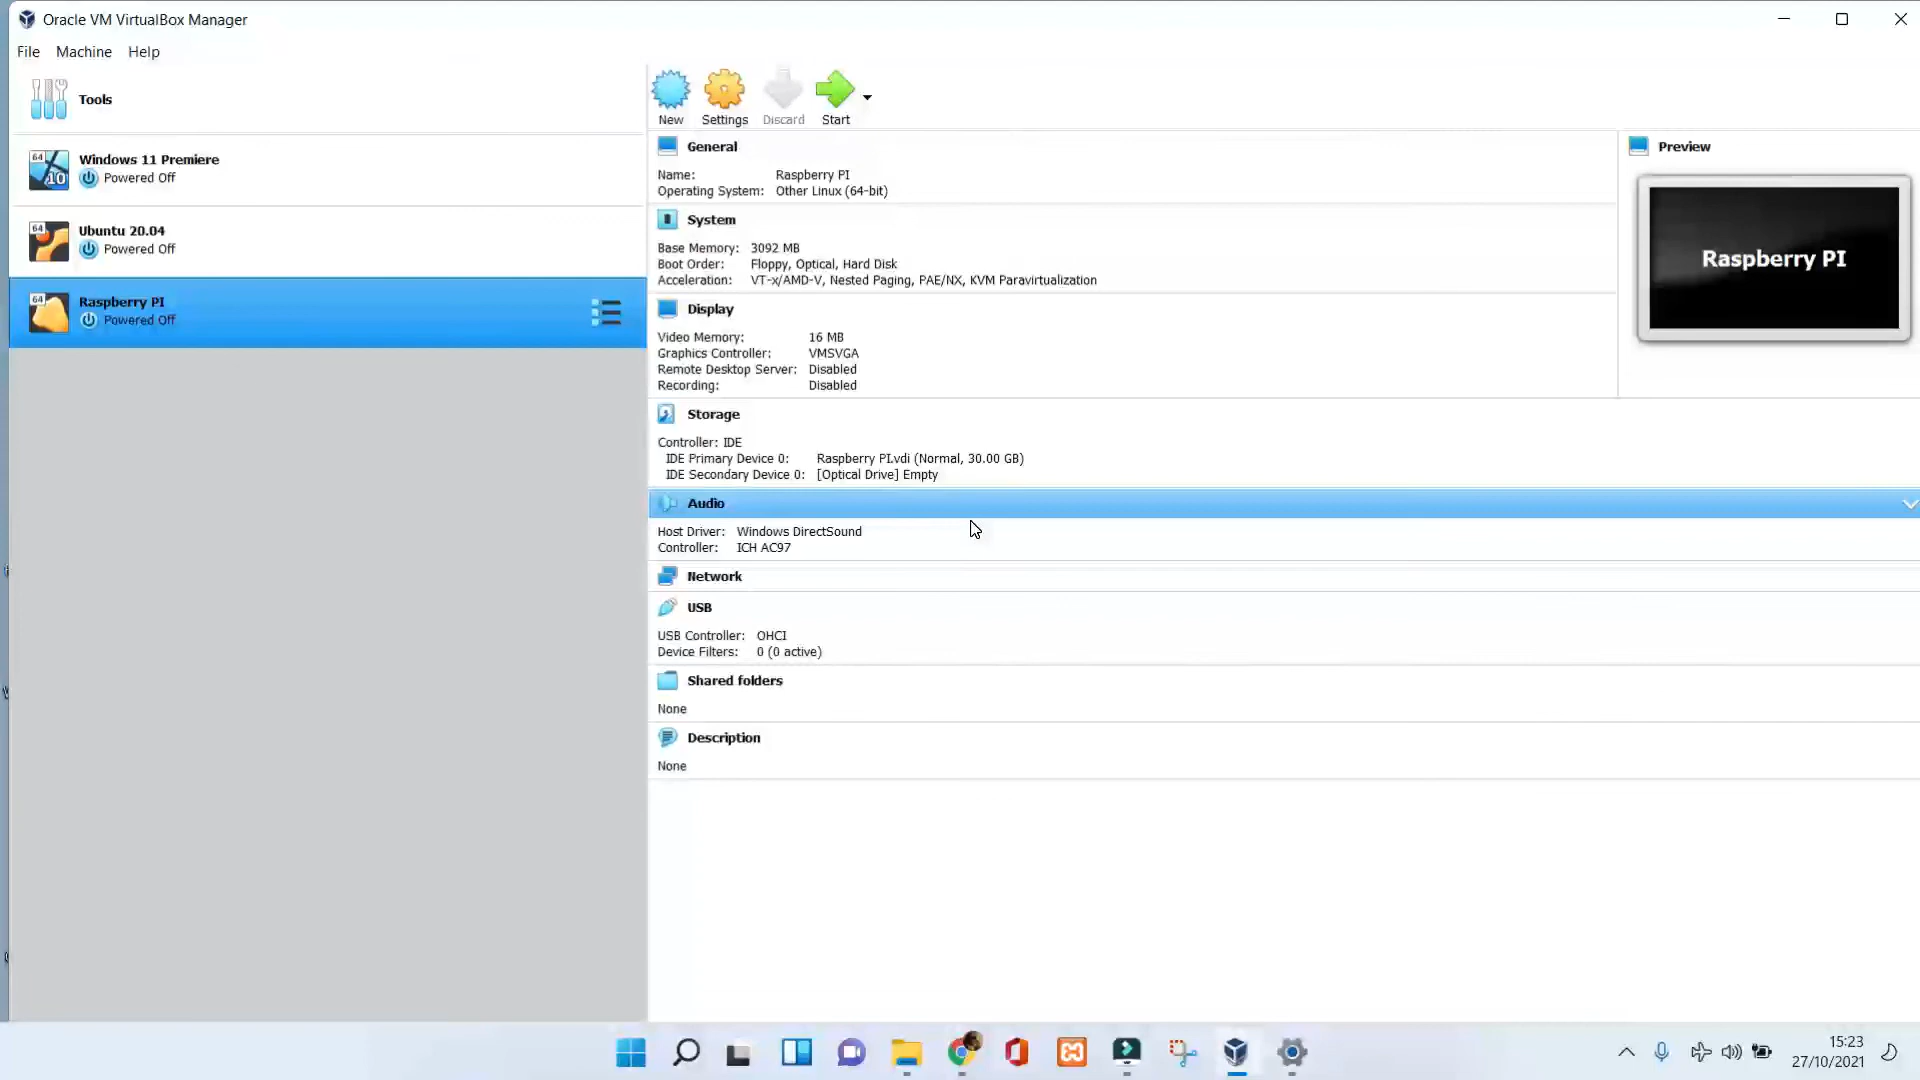 Oracle VM VirtualBox Manager
File Machine Help
Tools
64
10
Windows 11 Premiere
Powered Off
64
Ubuntu 20.04
Powered Off
64
Raspberry PI
Powered Off
New Settings Discard Start
General
Name: Raspberry PI
Operating System: Other Linux (64-bit)
System
Base Memory: 3092 MB
Boot Order: Floppy, Optical, Hard Disk
Acceleration: VT-x/AMD-V, Nested Paging, PAE/NX, KVM Paravirtualization
Display
Video Memory: 16 MB
Graphics Controller: VMSVGA
Remote Desktop Server: Disabled
Recording: Disabled
Preview
Raspberry PI
Storage
Controller: IDE
IDE Primary Device 0: Raspberry PI.vdi (Normal, 30.00 GB)
IDE Secondary Device 0: [Optical Drive] Empty
Audio
Host Driver: Windows DirectSound
Controller: ICH AC97
Network
USB
USB Controller: OHCI
Device Filters: 0 (0 active)
Shared folders
None
Description
None
15:23
27/10/2021